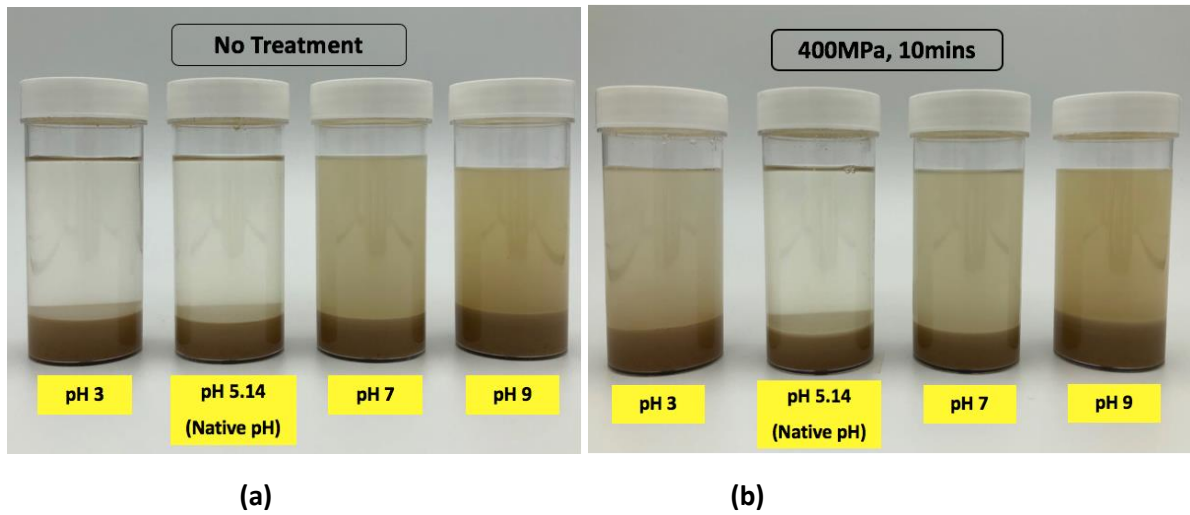 No Treatment
400MPa, 10mins
pH 3
pH 5.14
(Native pH)
pH 7
pH 9
pH 3
pH 5.14
(Native pH)
pH 7
pH 9
(a)
(b)